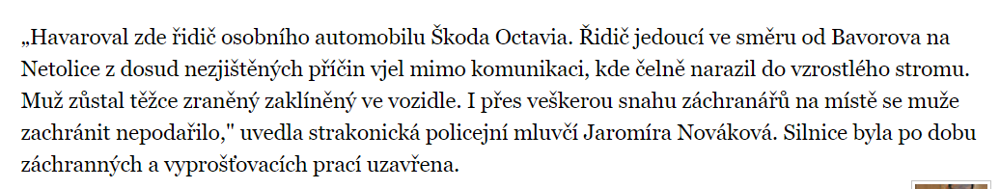 „Havaroval zde řidič osobního automobilu Škoda Octavia. Řidič jedoucí ve směru od Bavorova na
Netolice z dosud nezjištěných příčin vjel mimo komunikaci, kde čelně narazil do vzrostlého stromu.
Muž zůstal těžce zraněný zaklíněný ve vozidle. I přes veškerou snahu záchranářů na místě se muže
zachránit nepodařilo," uvedla strakonická policejní mluvčí Jaromíra Nováková. Silnice byla po dobu
záchranných a vyprošťovacích prací uzavřena.